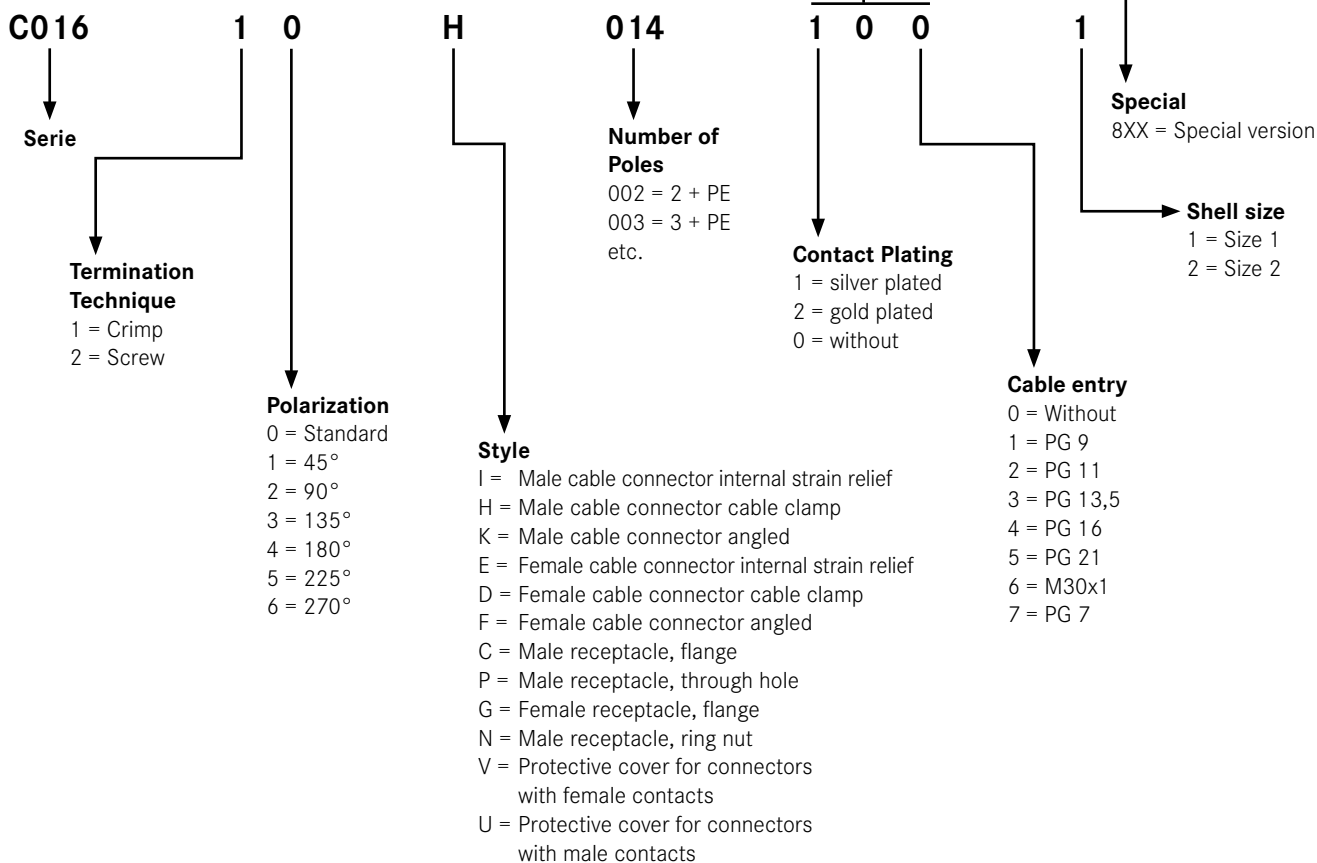 C016 1 0 H 014 1 0 0 1
Serie
Termination
Technique
1 = Crimp
2 = Screw
Polarization
0 = Standard
1 = 45°
2 = 90°
3 = 135°
4 = 180°
5 = 225°
6 = 270°
Style
I = Male cable connector internal strain relief
H = Male cable connector cable clamp
K = Male cable connector angled
E = Female cable connector internal strain relief
D = Female cable connector cable clamp
F = Female cable connector angled
C = Male receptacle, flange
P = Male receptacle, through hole
G = Female receptacle, flange
N = Male receptacle, ring nut
V = Protective cover for connectors
with female contacts
U = Protective cover for connectors
with male contacts
Number of
Poles
002 = 2 + PE
003 = 3 + PE
etc.
Contact Plating
1 = silver plated
2 = gold plated
0 = without
Cable entry
0 = Without
1 = PG 9
2 = PG 11
3 = PG 13,5
4 = PG 16
5 = PG 21
6 = M30x1
7 = PG 7
Shell size
1 = Size 1
2 = Size 2
Special
8XX = Special version